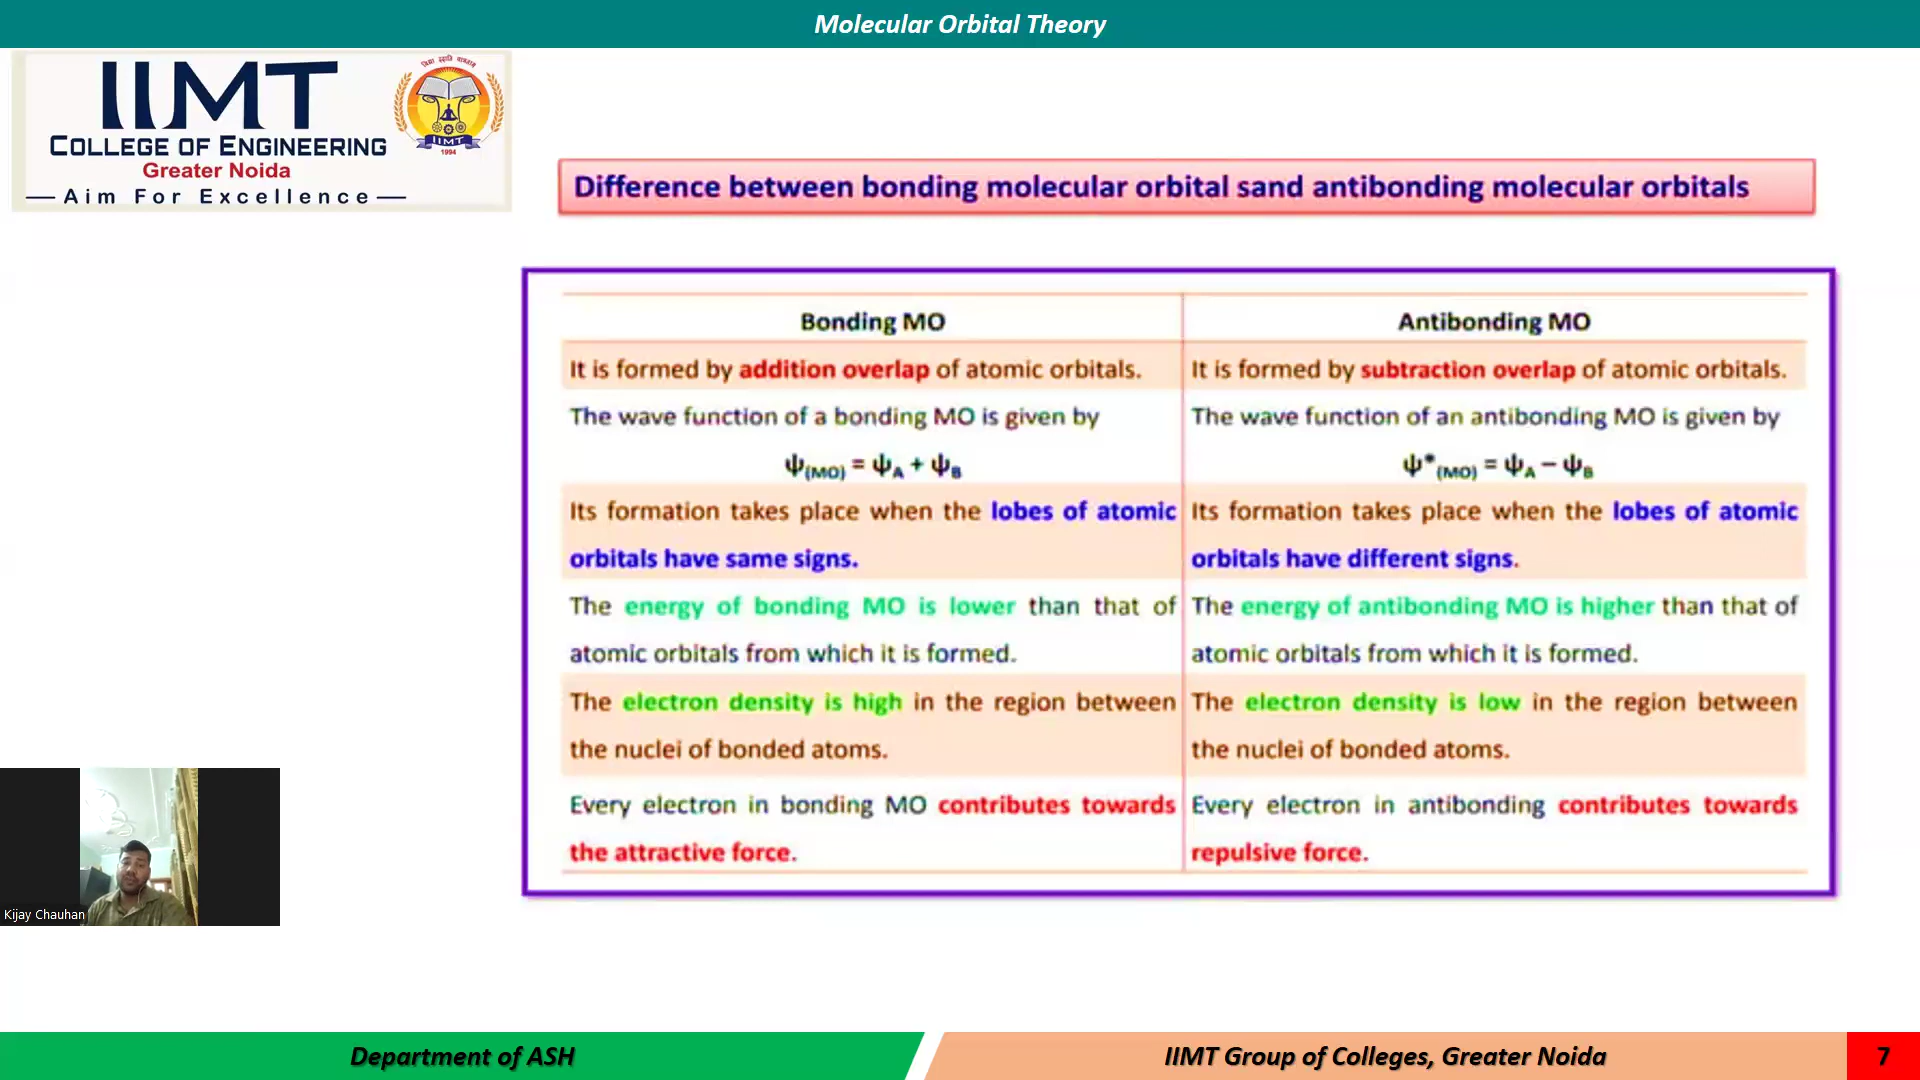 Molecular Orbital Theory
IIMT
COLLEGE OF ENGINEERING
Greater Noida
Aim For Excellence
IIMT
1994
Difference between bonding molecular orbital sand antibonding molecular orbitals
Bonding MO
Antibonding MO
It is formed by addition overlap of atomic orbitals.
It is formed by subtraction overlap of atomic orbitals.
The wave function of a bonding MO is given by
ψ(MO) = ψA + ψB
The wave function of an antibonding MO is given by
ψ*(MO) = ψA − ψB
Its formation takes place when the lobes of atomic
orbitals have same signs.
Its formation takes place when the lobes of atomic
orbitals have different signs.
The energy of bonding MO is lower than that of
atomic orbitals from which it is formed.
The energy of antibonding MO is higher than that of
atomic orbitals from which it is formed.
The electron density is high in the region between
the nuclei of bonded atoms.
The electron density is low in the region between
the nuclei of bonded atoms.
Every electron in bonding MO contributes towards
the attractive force.
Every electron in antibonding contributes towards
repulsive force.
Kijay Chauhan
Department of ASH
IIMT Group of Colleges, Greater Noida
7